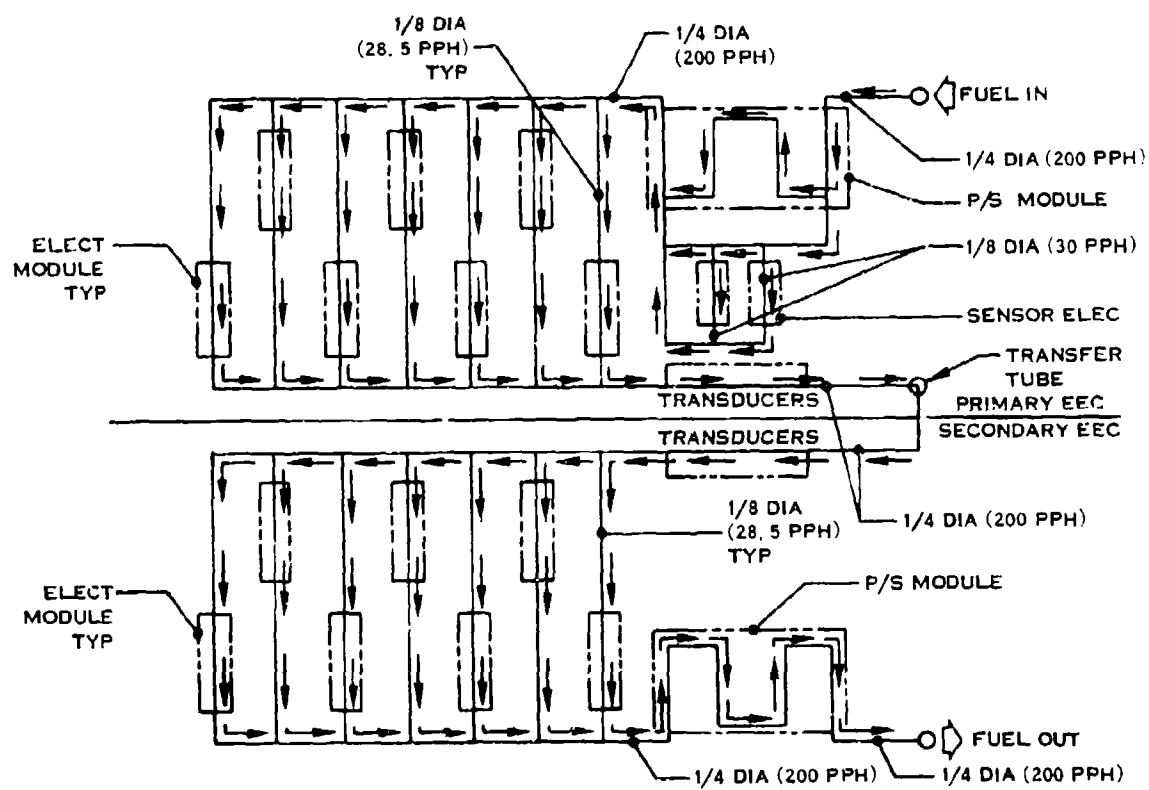 1/8 DIA
(28, 5 PPH)
TYP
1/4 DIA
(200 PPH)
FUEL IN
1/4 DIA (200 PPH)
P/S MODULE
1/8 DIA (30 PPH)
ELECT
MODULE
TYP
SENSOR ELEC
TRANSFER
TUBE
TRANSDUCERS
PRIMARY EEC
SECONDARY EEC
TRANSDUCERS
1/8 DIA
(28, 5 PPH)
TYP
1/4 DIA (200 PPH)
P/S MODULE
ELECT
MODULE
TYP
FUEL OUT
1/4 DIA (200 PPH)
1/4 DIA (200 PPH)